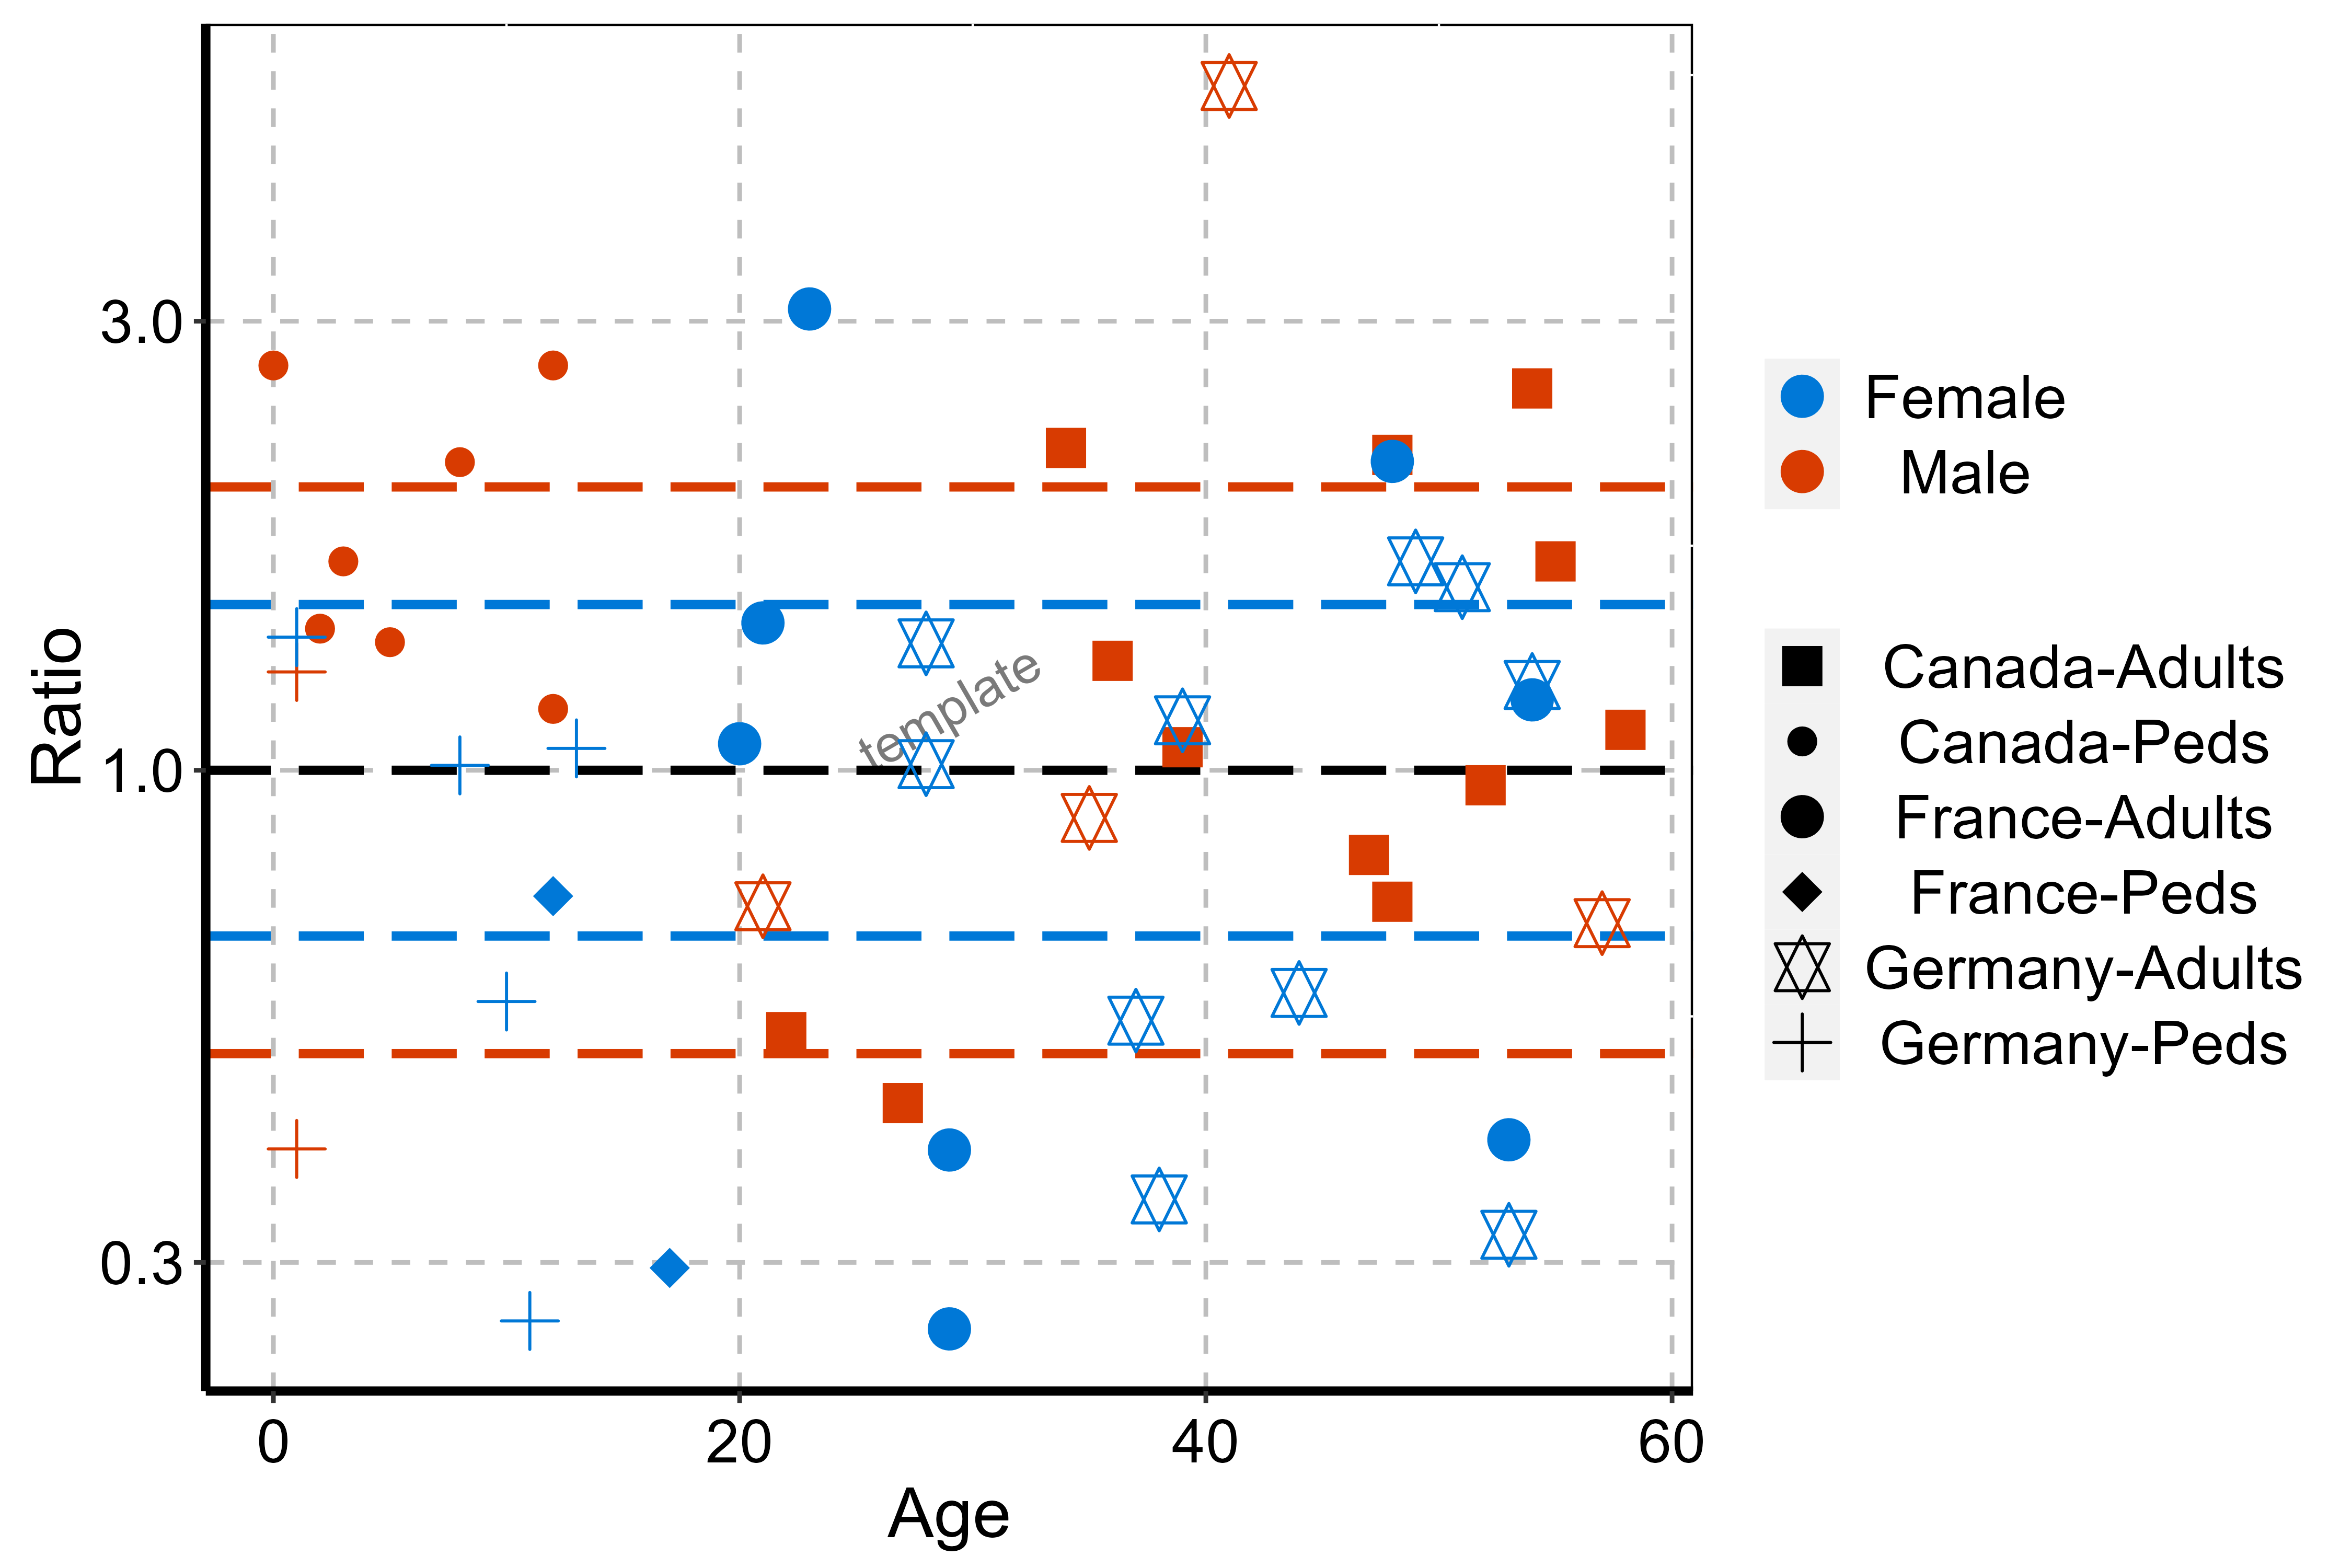 3.0
1.0
0.3
Ratio
template
0
20
40
60
Age
Female
Male
Canada-Adults
Canada-Peds
France-Adults
France-Peds
Germany-Adults
Germany-Peds